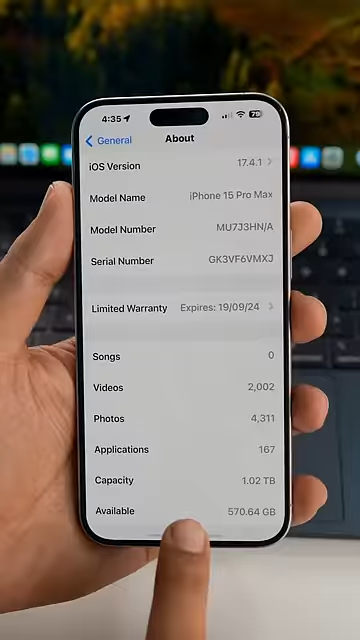 4:35
78
General
About
iOS Version 17.4.1
Model Name iPhone 15 Pro Max
Model Number MU7J3HN/A
Serial Number GK3VF6VMXJ
Limited Warranty Expires: 19/09/24
Songs 0
Videos 2,002
Photos 4,311
Applications 167
Capacity 1.02 TB
Available 570.64 GB